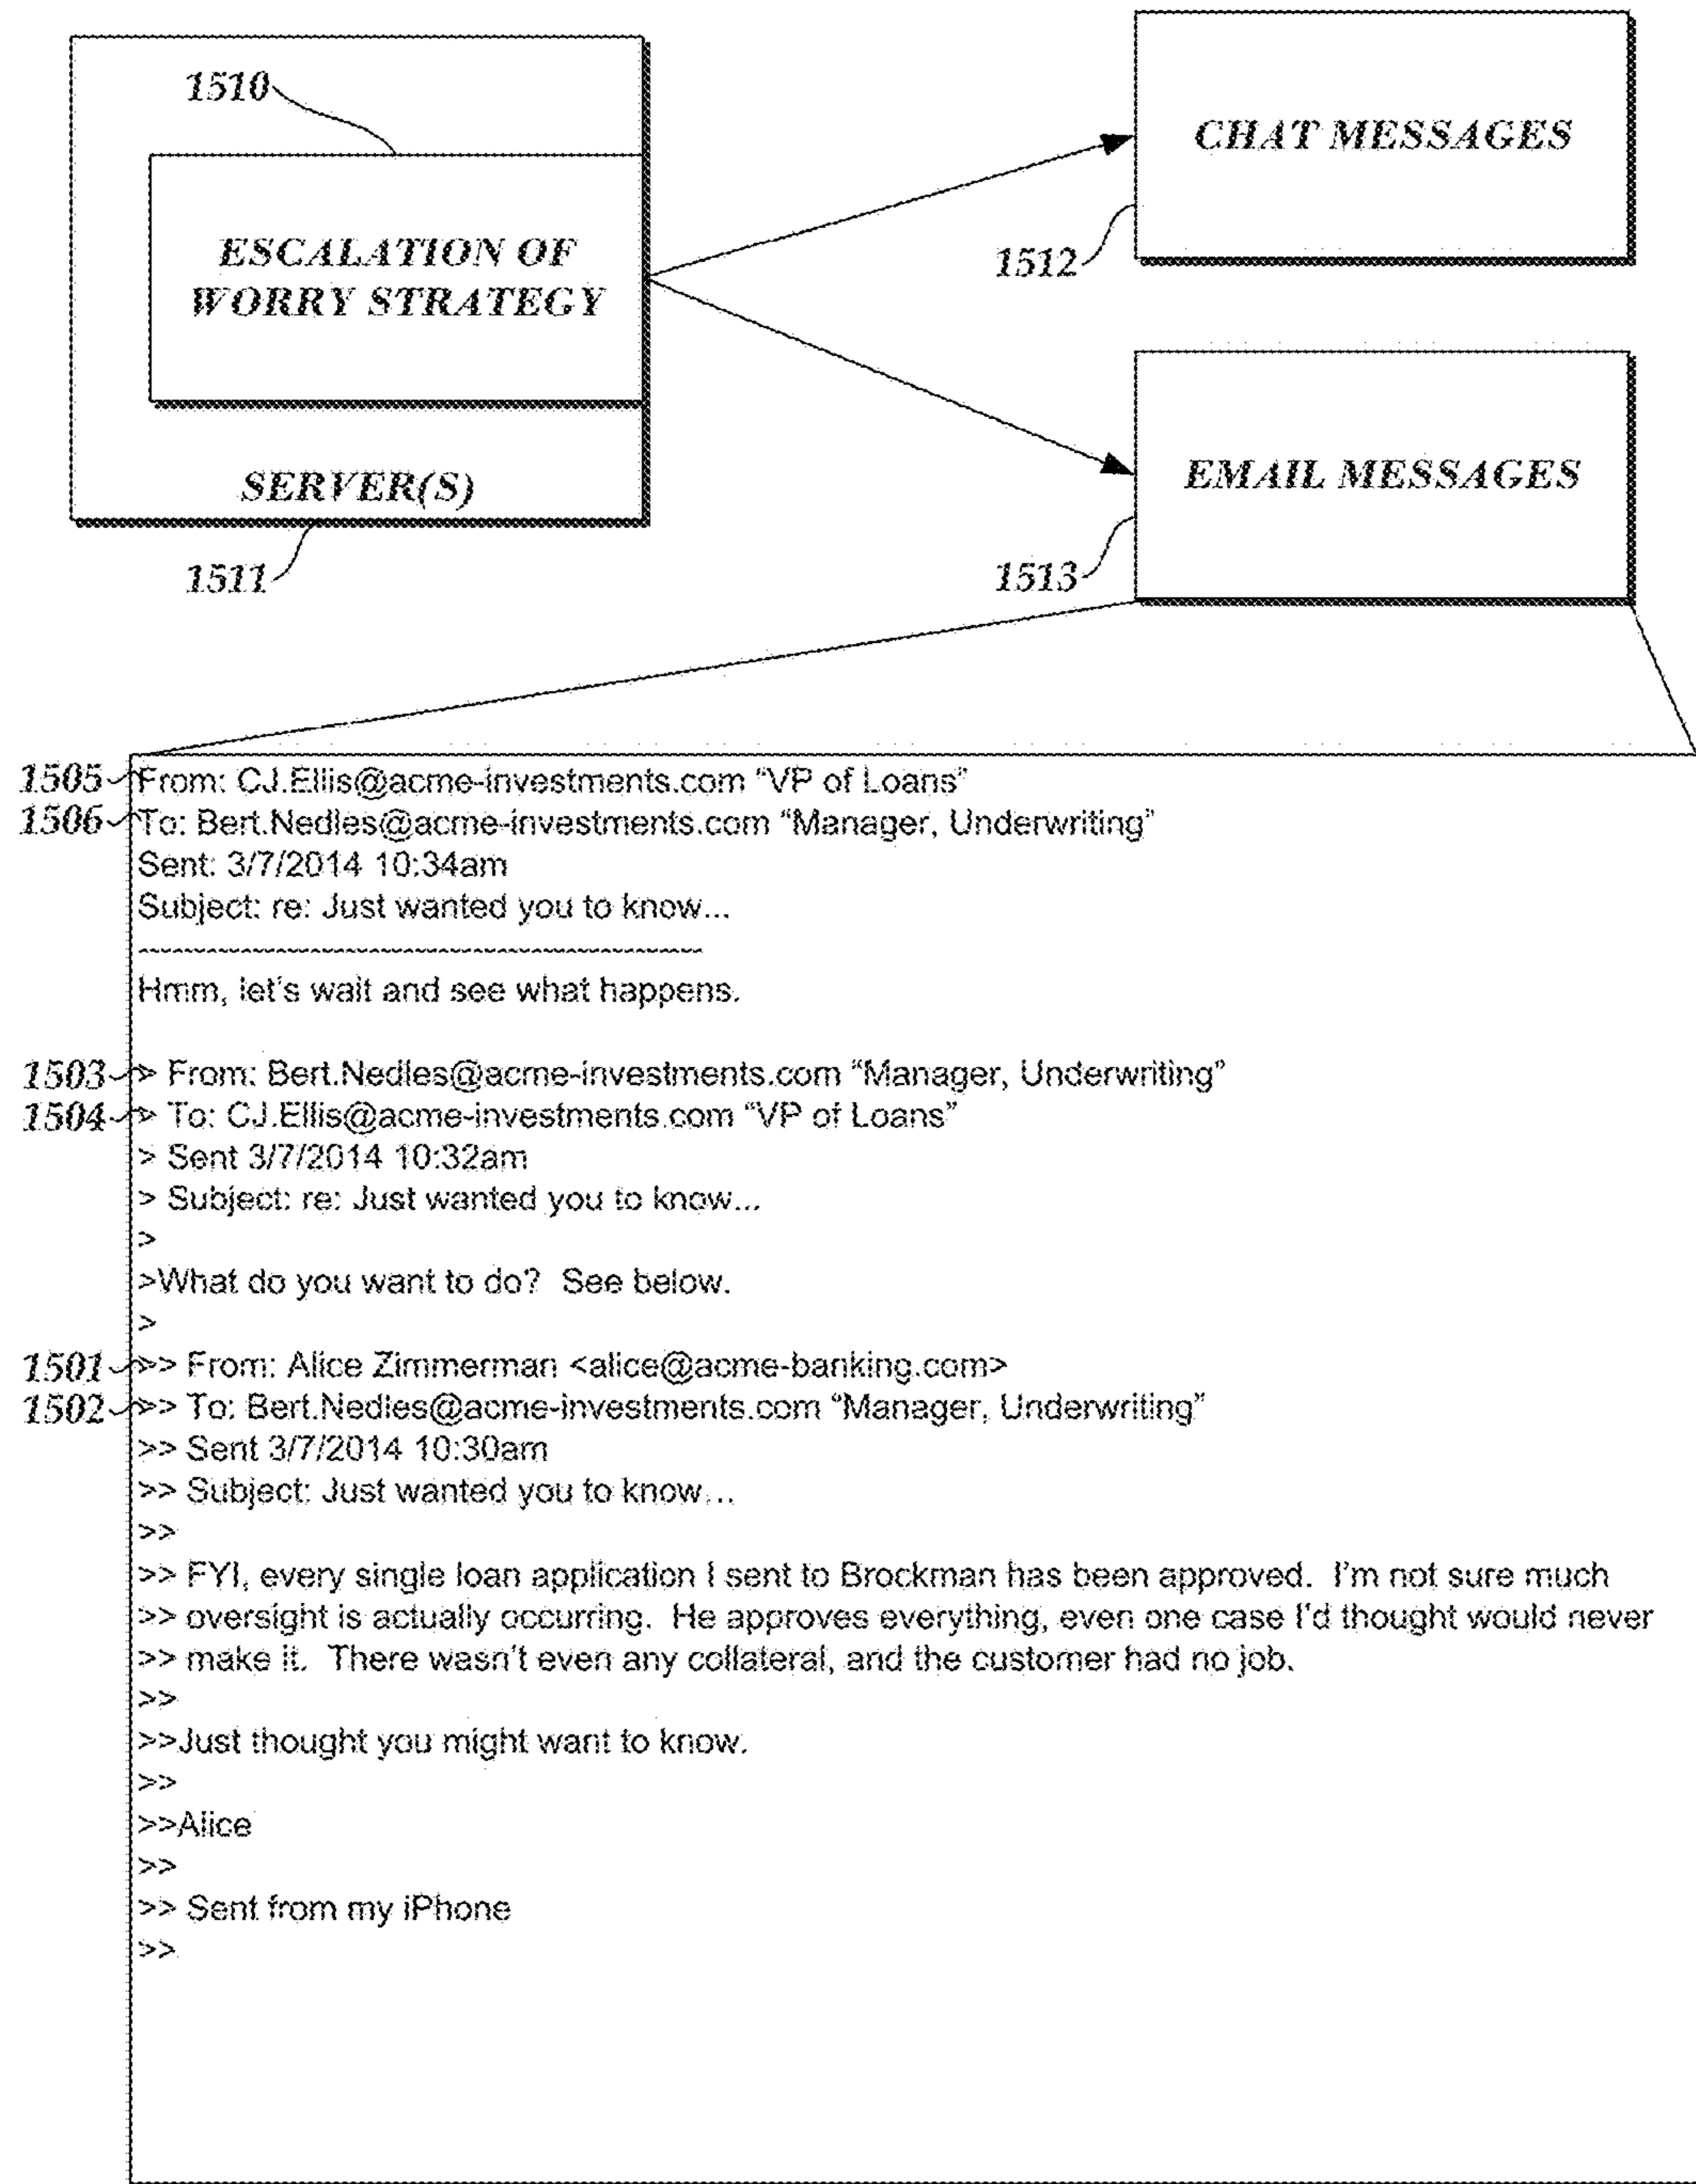 1510
ESCALATION OF
WORRY STRATEGY
SERVER(S)
1511
CHAT MESSAGES
1512
EMAIL MESSAGES
1513
1505 From: CJ.Ellis@acme-investments.com “VP of Loans”
1506 To: Bert.Nedles@acme-investments.com “Manager, Underwriting”
Sent: 3/7/2014 10:34am
Subject: re: Just wanted you to know...
--------------------------------------------------
Hmm, let's wait and see what happens.
1503 > From: Bert.Nedles@acme-investments.com “Manager, Underwriting”
1504 > To: CJ.Ellis@acme-investments.com “VP of Loans”
> Sent 3/7/2014 10:32am
> Subject: re: Just wanted you to know...
>
>What do you want to do?  See below.
>
1501 >> From: Alice Zimmerman <alice@acme-banking.com>
1502 >> To: Bert.Nedles@acme-investments.com “Manager, Underwriting”
>> Sent 3/7/2014 10:30am
>> Subject: Just wanted you to know...
>>
>> FYI, every single loan application I sent to Brockman has been approved.  I'm not sure much
>> oversight is actually occurring.  He approves everything, even one case I'd thought would never
>> make it.  There wasn't even any collateral, and the customer had no job.
>>
>>Just thought you might want to know.
>>
>>Alice
>>
>> Sent from my iPhone
>>